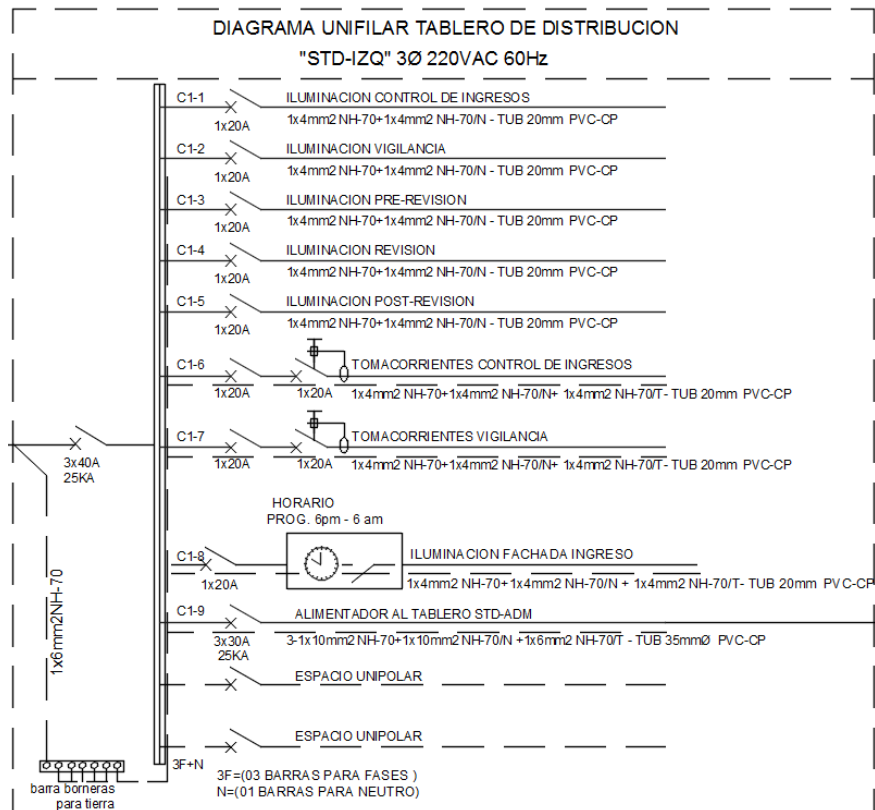 DIAGRAMA UNIFILAR TABLERO DE DISTRIBUCION
"STD-IZQ" 3Ø 220VAC 60Hz
C1-1 ILUMINACION CONTROL DE INGRESOS
1x20A 1x4mm2 NH-70+1x4mm2 NH-70/N - TUB 20mm PVC-CP
C1-2 ILUMINACION VIGILANCIA
1x20A 1x4mm2 NH-70+1x4mm2 NH-70/N - TUB 20mm PVC-CP
C1-3 ILUMINACION PRE-REVISION
1x20A 1x4mm2 NH-70+1x4mm2 NH-70/N - TUB 20mm PVC-CP
C1-4 ILUMINACION REVISION
1x20A 1x4mm2 NH-70+1x4mm2 NH-70/N - TUB 20mm PVC-CP
C1-5 ILUMINACION POST-REVISION
1x20A 1x4mm2 NH-70+1x4mm2 NH-70/N - TUB 20mm PVC-CP
C1-6 TOMACORRIENTES CONTROL DE INGRESOS
1x20A 1x20A 1x4mm2 NH-70+1x4mm2 NH-70/N+ 1x4mm2 NH-70/T- TUB 20mm PVC-CP
C1-7 TOMACORRIENTES VIGILANCIA
1x20A 1x20A 1x4mm2 NH-70+1x4mm2 NH-70/N+ 1x4mm2 NH-70/T- TUB 20mm PVC-CP
3x40A
25KA
HORARIO
PROG. 6pm - 6 am
C1-8 ILUMINACION FACHADA INGRESO
1x20A 1x4mm2 NH-70+1x4mm2 NH-70/N + 1x4mm2 NH-70/T- TUB 20mm PVC-CP
C1-9 ALIMENTADOR AL TABLERO STD-ADM
3x30A 3-1x10mm2 NH-70+1x10mm2 NH-70/N +1x6mm2 NH-70/T - TUB 35mmØ PVC-CP
25KA
1x6mm2NH-70
ESPACIO UNIPOLAR
ESPACIO UNIPOLAR
3F+N
3F=(03 BARRAS PARA FASES )
N=(01 BARRAS PARA NEUTRO)
barra borneras
para tierra